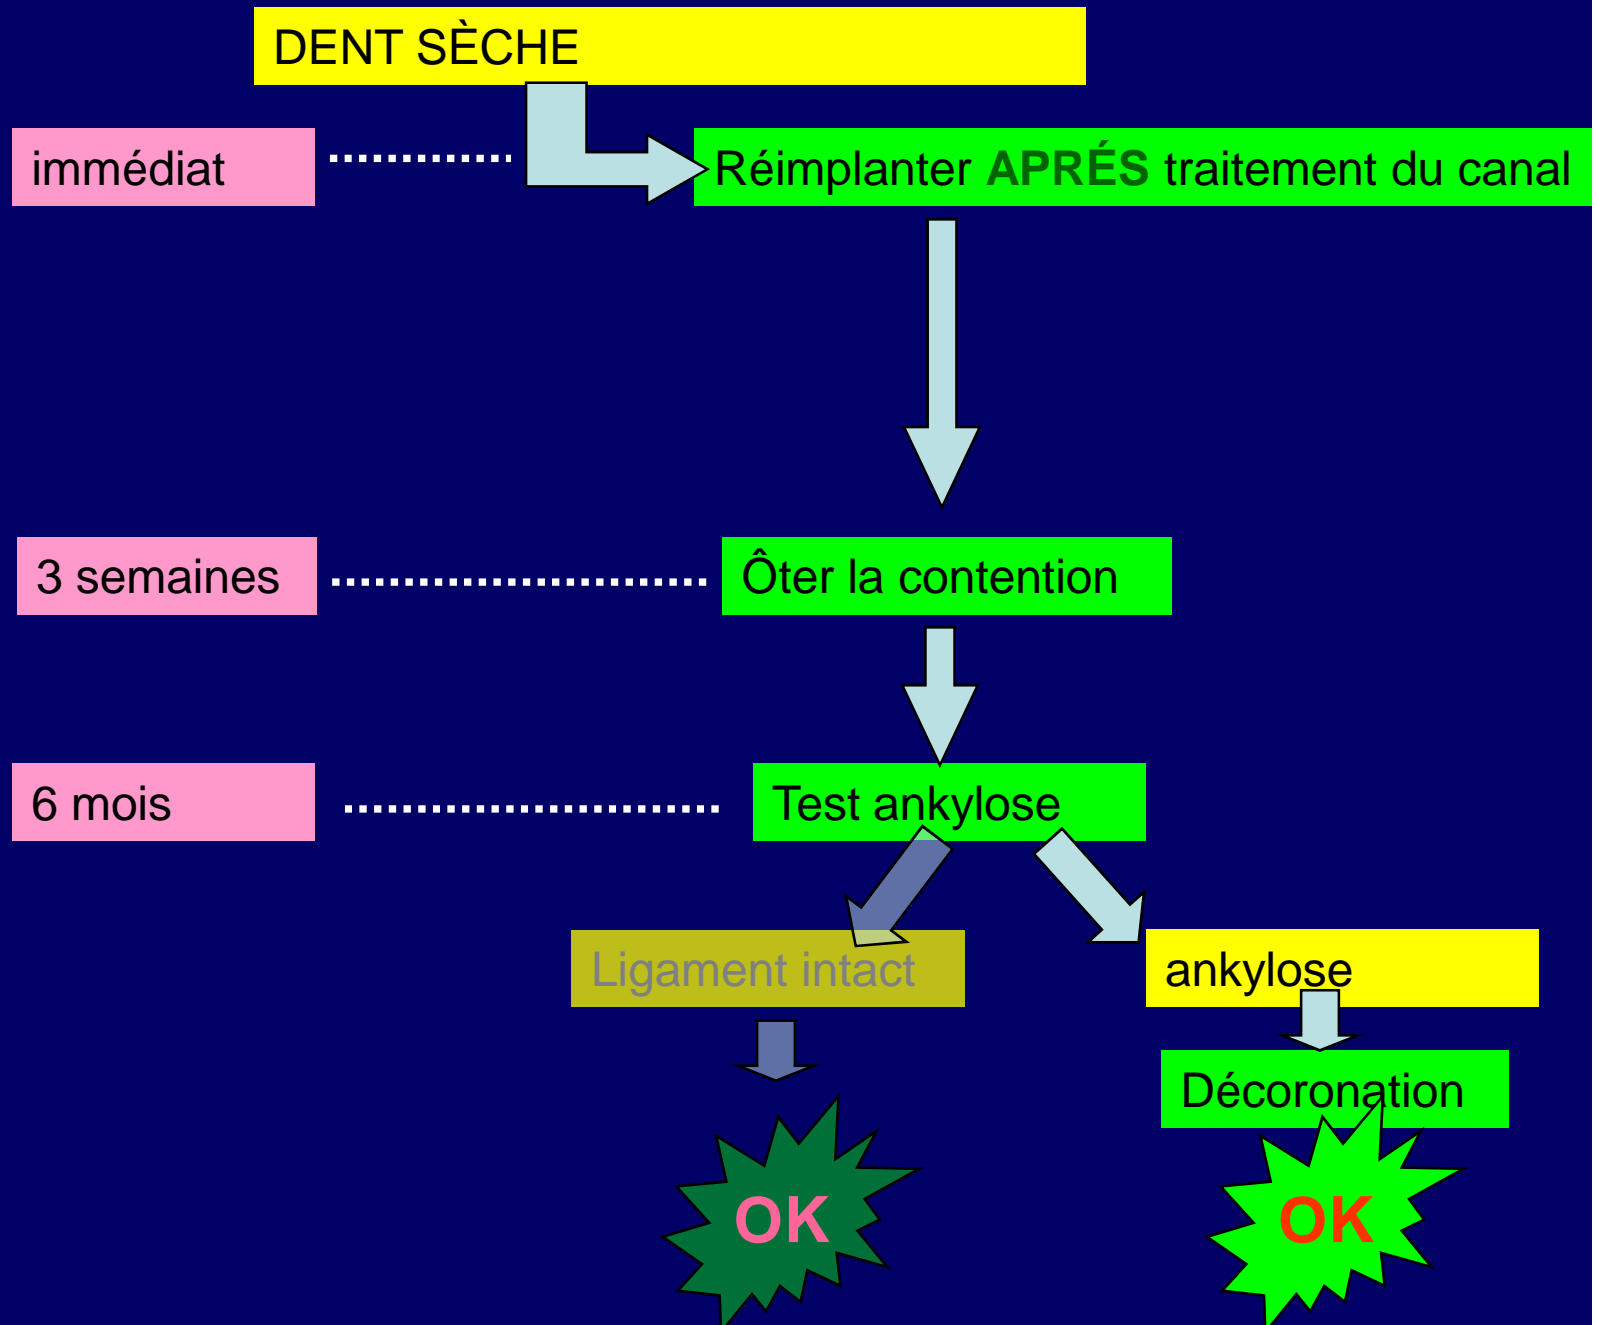 DENT SÈCHE
immédiat
Réimplanter APRÉS traitement du canal
3 semaines
Ôter la contention
6 mois
Test ankylose
Ligament intact
ankylose
Décoronation
OK
OK